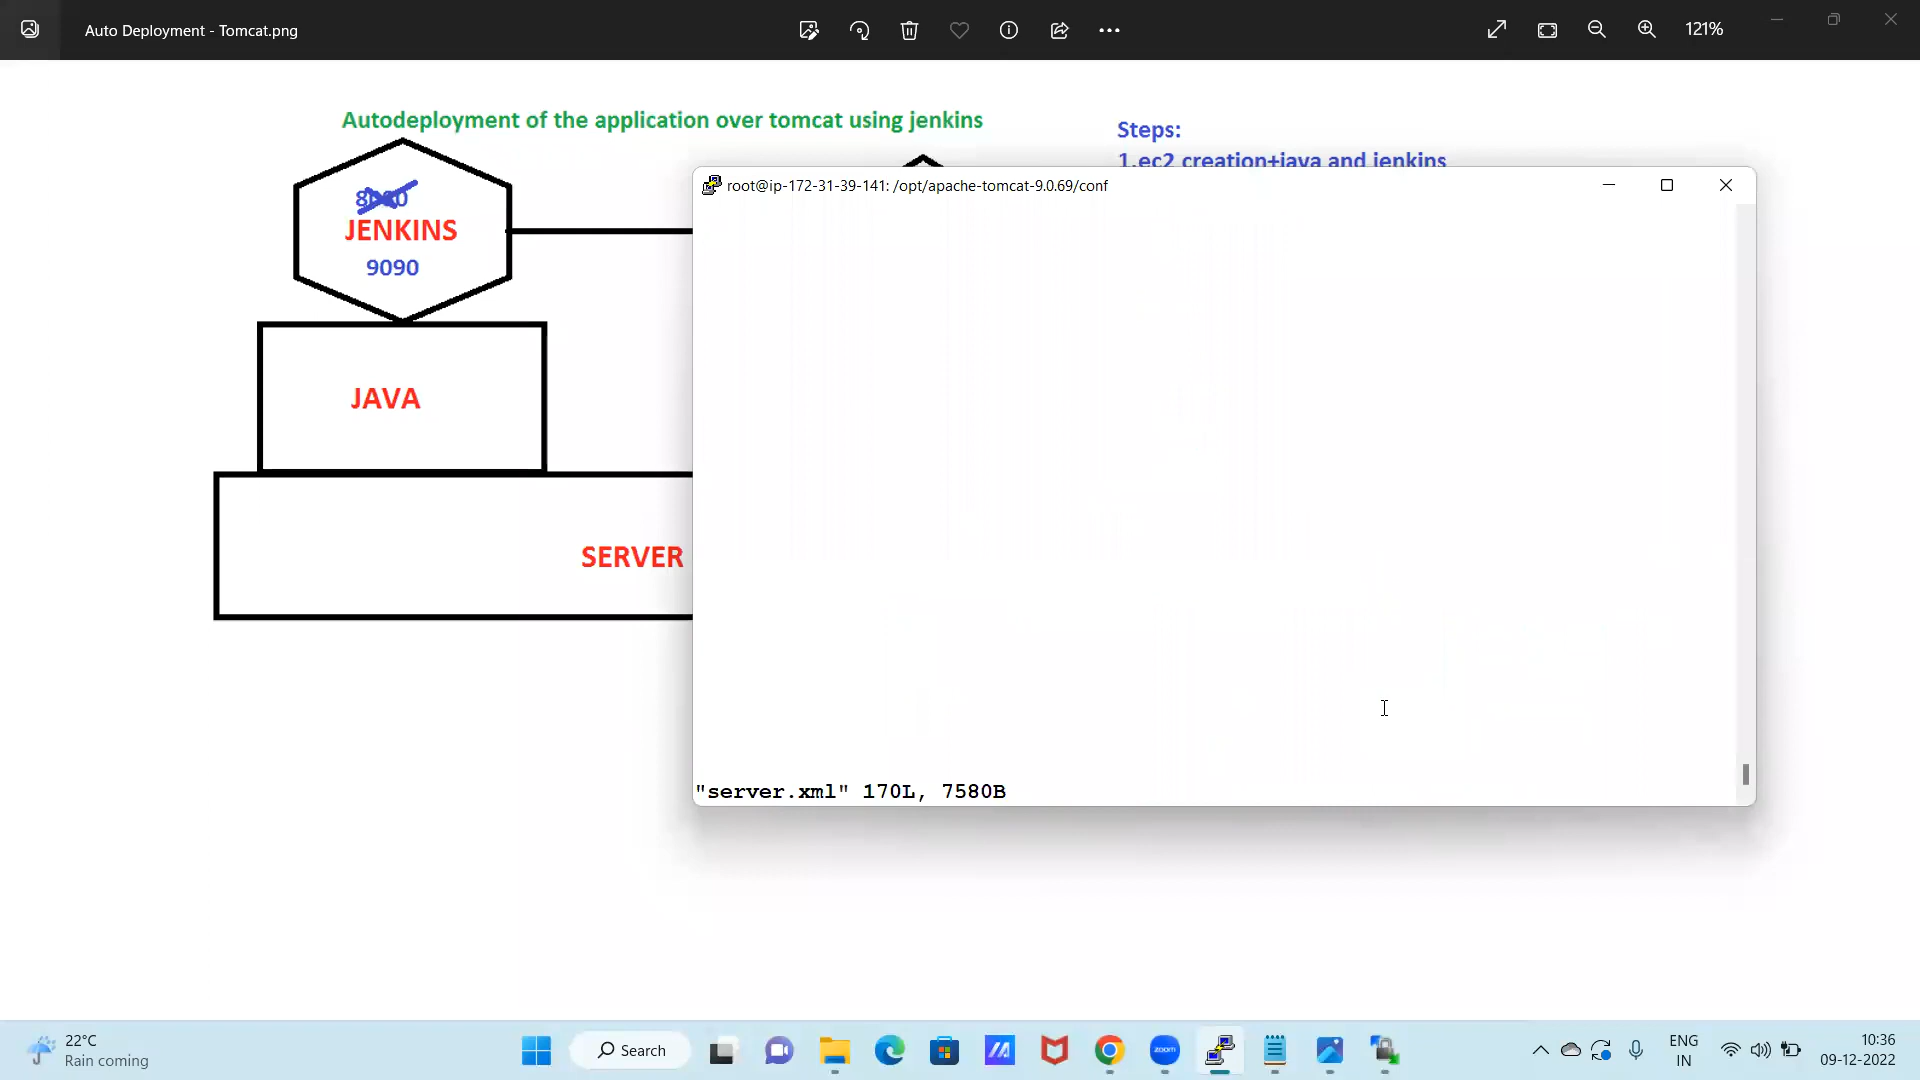 Auto Deployment - Tomcat.png
121%
Autodeployment of the application over tomcat using jenkins
Steps:
1.ec2 creation+java and jenkins
root@ip-172-31-39-141: /opt/apache-tomcat-9.0.69/conf
JENKINS
9090
JAVA
SERVER
"server.xml" 170L, 7580B
22°C
Rain coming
Search
zoom
ENG
IN
10:36
09-12-2022